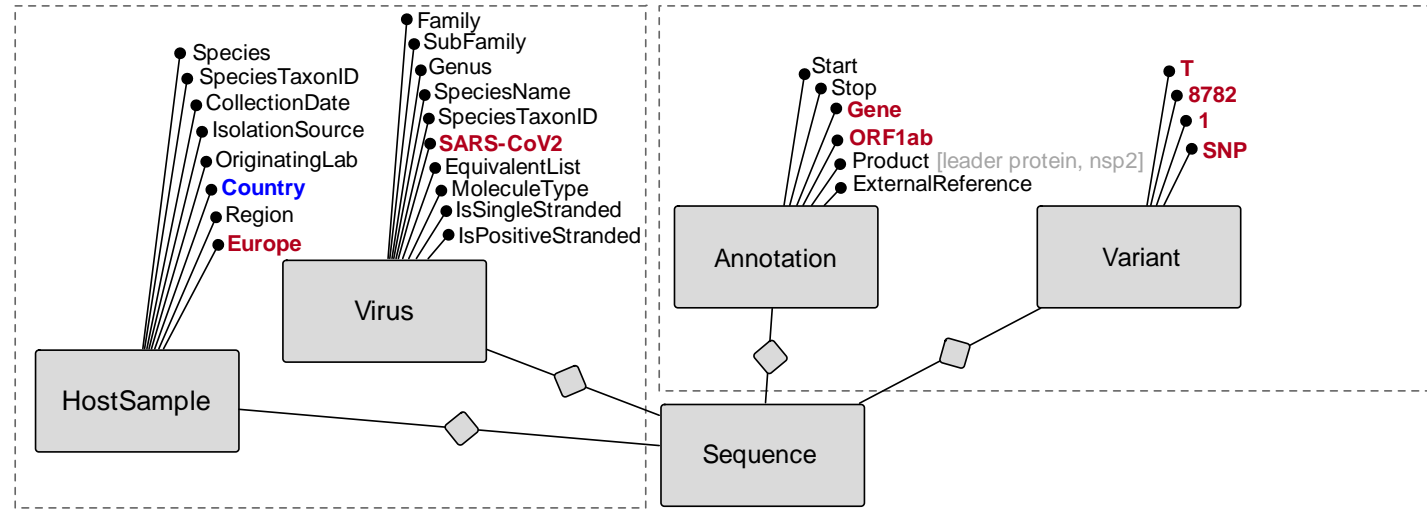 Species
SpeciesTaxonID
CollectionDate
IsolationSource
OriginatingLab
Country
Region
Europe
HostSample
Family
SubFamily
Genus
SpeciesName
SpeciesTaxonID
SARS-CoV2
EquivalentList
MoleculeType
IsSingleStranded
IsPositiveStranded
Virus
Start
Stop
Gene
ORF1ab
Product [leader protein, nsp2]
ExternalReference
Annotation
T
8782
1
SNP
Variant
Sequence